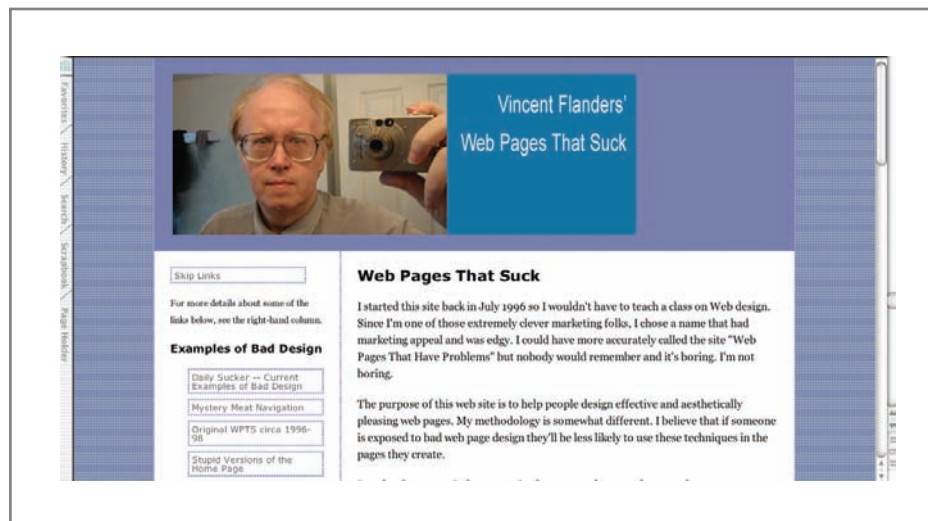 Favorites
History
Search
Scrapbook
Page Holder
Vincent Flanders'
Web Pages That Suck
Skip Links
For more details about some of the
links below, see the right-hand column.
Examples of Bad Design
Daily Sucker -- Current
Examples of Bad Design
Mystery Meat Navigation
Original WPTS circa 1996-
98
Stupid Versions of the
Home Page
Web Pages That Suck
I started this site back in July 1996 so I wouldn't have to teach a class on Web design.
Since I'm one of those extremely clever marketing folks, I chose a name that had
marketing appeal and was edgy. I could have more accurately called the site "Web
Pages That Have Problems" but nobody would remember and it's boring. I'm not
boring.
The purpose of this web site is to help people design effective and aesthetically
pleasing web pages. My methodology is somewhat different. I believe that if someone
is exposed to bad web page design they'll be less likely to use these techniques in the
pages they create.